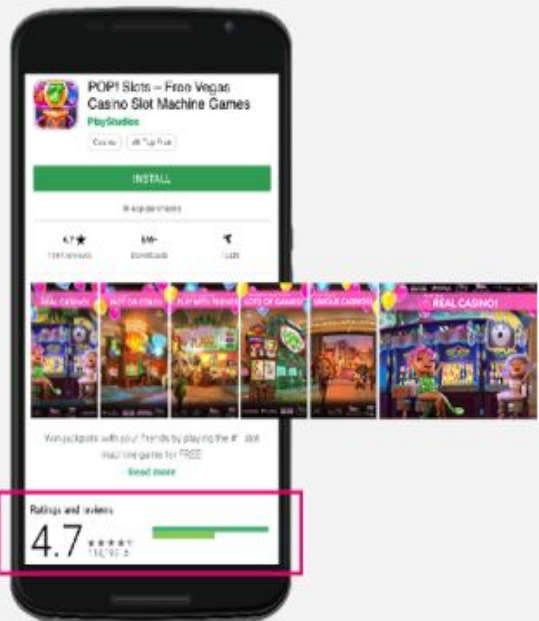 POP! Slots – Free Vegas
Casino Slot Machine Games
PlayStudios
Casino
INSTALL
4.7★
REAL CASINO!
HOT OR COLD?
PLAY WITH FRIENDS
LOTS OF GAMES!
UNIQUE CASINOS!
REAL CASINO!
Win jackpots with your friends by playing the #1 slot
machine game for FREE!
Read more
Ratings and reviews
4.7